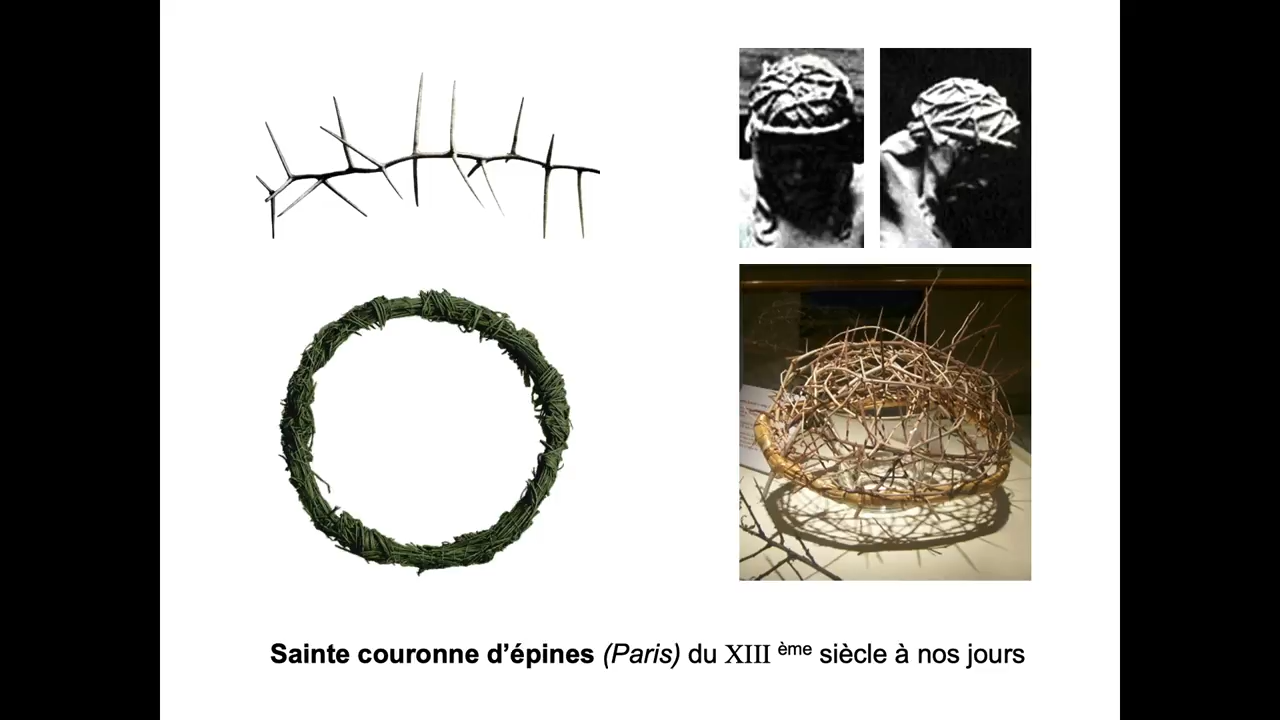 Sainte couronne d’épines (Paris) du XIII ème siècle à nos jours